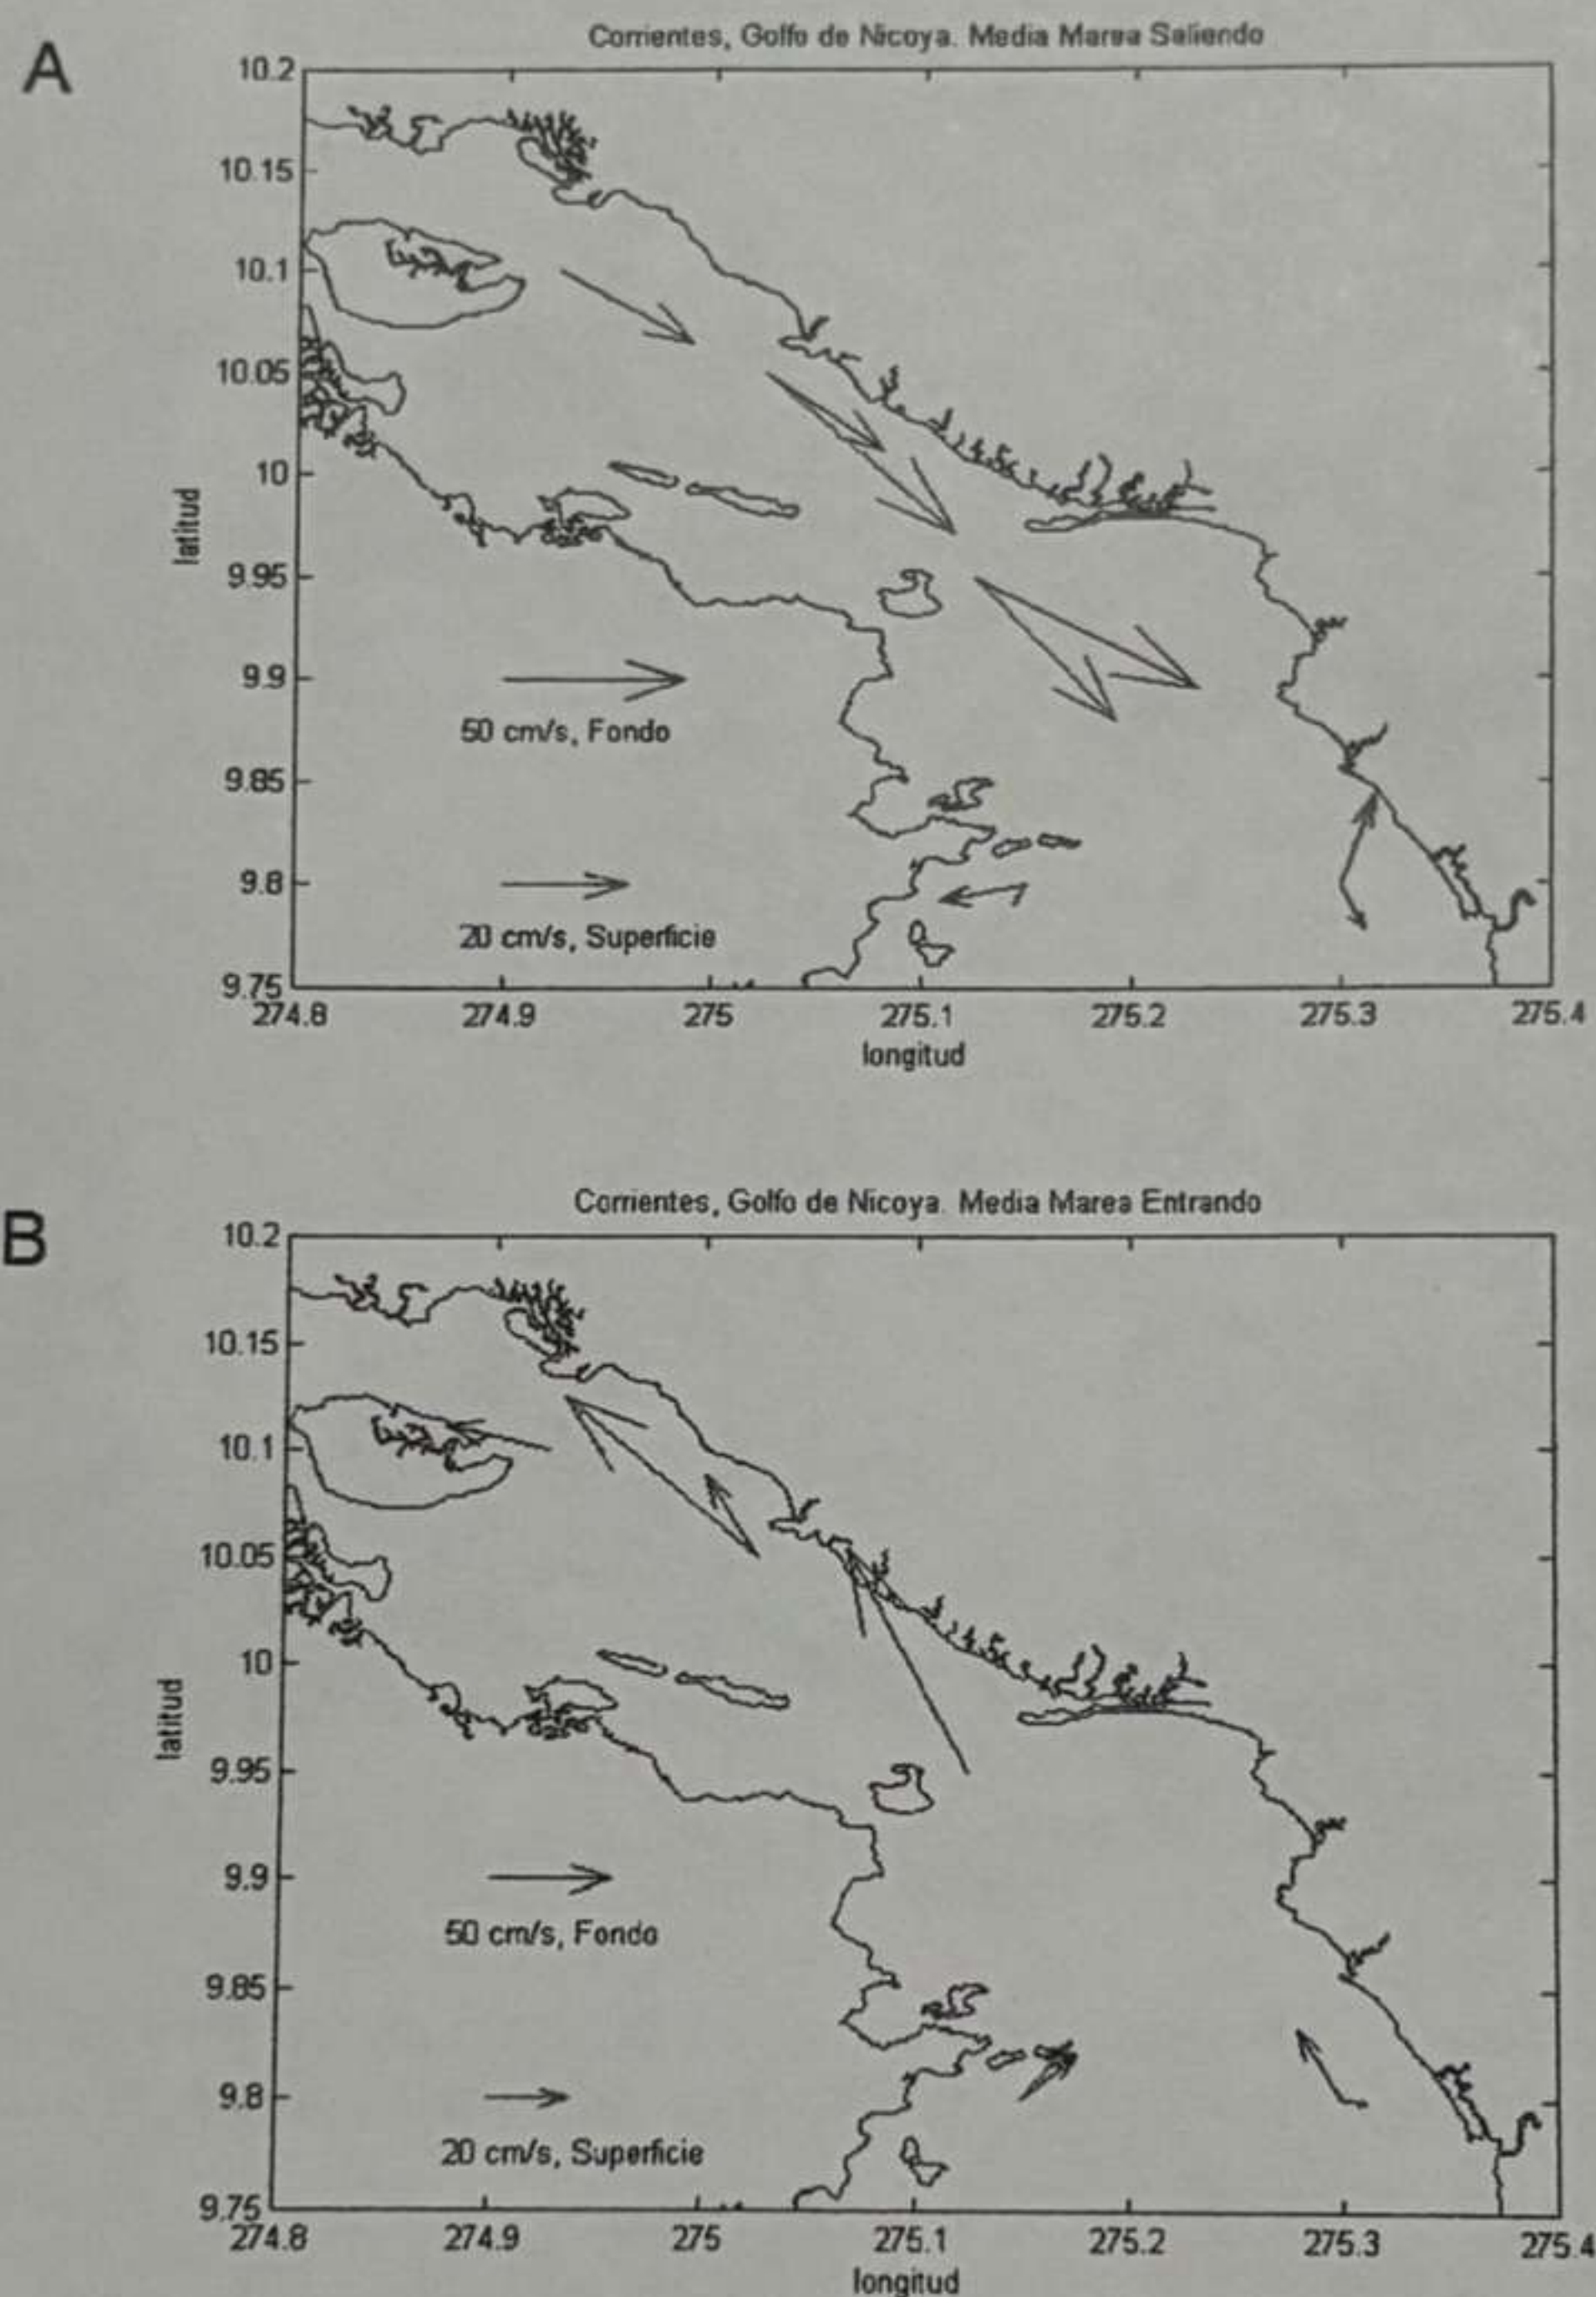 A
Corrientes, Golfo de Nicoya. Media Marea Saliendo
10.2
10.15
10.1
10.05
10
9.95
9.9
9.85
9.8
9.75
latitud
50 cm/s, Fondo
20 cm/s, Superficie
274.8 274.9 275 275.1 275.2 275.3 275.4
longitud
B
Corrientes, Golfo de Nicoya. Media Marea Entrando
10.2
10.15
10.1
10.05
10
9.95
9.9
9.85
9.8
9.75
latitud
50 cm/s, Fondo
20 cm/s, Superficie
274.8 274.9 275 275.1 275.2 275.3 275.4
longitud